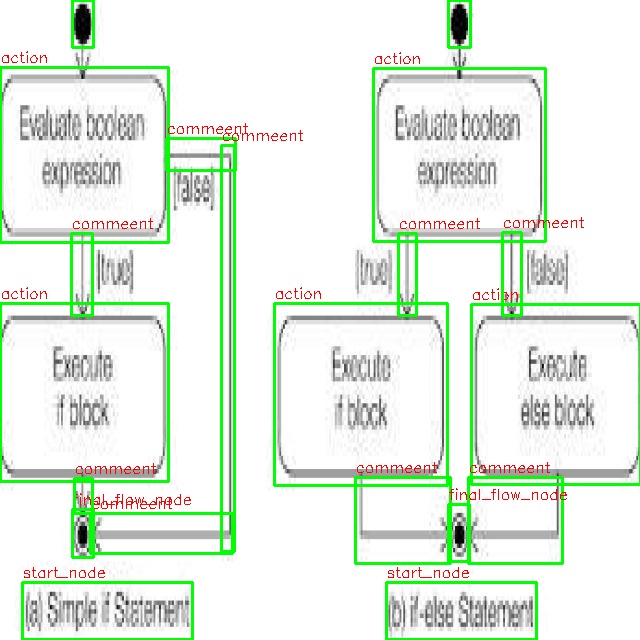 action
action
Evaluate boolean
expression
commeent
commeent
[false]
Evaluate boolean
expression
commeent
[true]
commeent
commeent
[true]
[false]
action
Execute
if block
action
Execute
if block
action
Execute
else block
commeent
final_flow_node
commeent
commeent
commeent
final_flow_node
start_node
(a) Simple if Statement
start_node
(b) if-else Statement